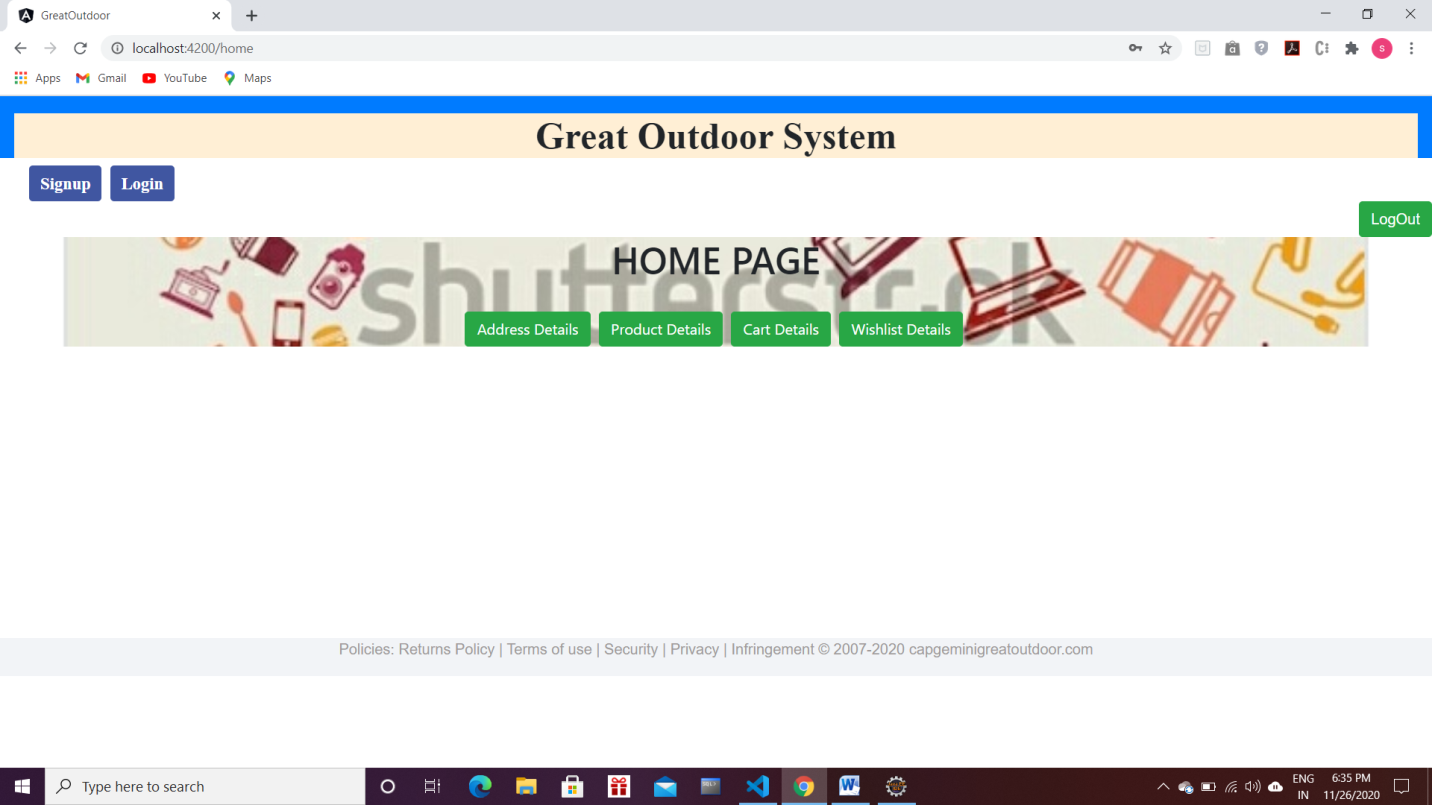 GreatOutdoor
localhost:4200/home
S
Apps Gmail YouTube Maps
Great Outdoor System
Signup Login
LogOut
shutterst
HOME PAGE
Address Details Product Details Cart Details Wishlist Details
Policies: Returns Policy | Terms of use | Security | Privacy | Infringement © 2007-2020 capgeminigreatoutdoor.com
Type here to search
ENG 6:35 PM
IN 11/26/2020